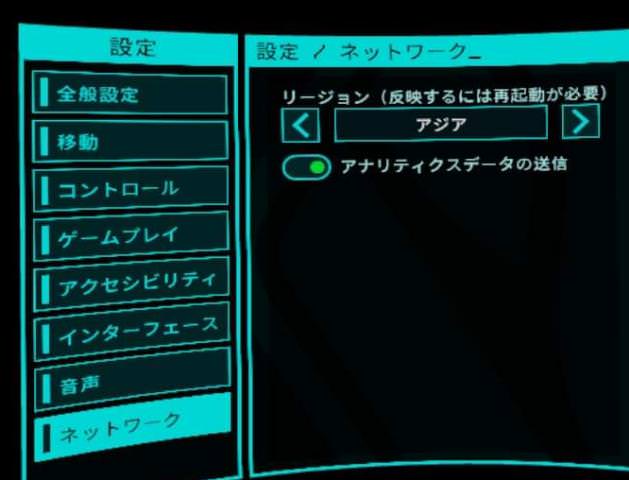 設定
全般設定
移動
コントロール
ゲームプレイ
アクセシビリティ
インターフェース
音声
ネットワーク
設定 / ネットワーク_
リージョン（反映するには再起動が必要）
< アジア >
アナリティクスデータの送信